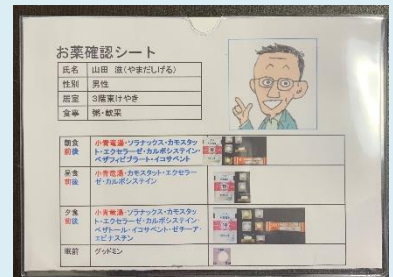 お薬確認シート
氏名 山田 滋(やまだしげる)
性別 男性
居室 3階東けやき
食事 粥・軟菜
朝食 小青竜湯・ソラナックス・カモスタッ
前後 ト・エクセラーゼ・カルボシステイン・
ベザフィブラート・イコサペント
昼食 小青竜湯・カモスタット・エクセラー
前後 ゼ・カルボシステイン
夕食 小青竜湯・ソラナックス・カモスタッ
前後 ト・エクセラーゼ・カルボシステイン・
ベザトール・イコサペント・ゼチーア・
エピナスチン
眠前 グッドミン